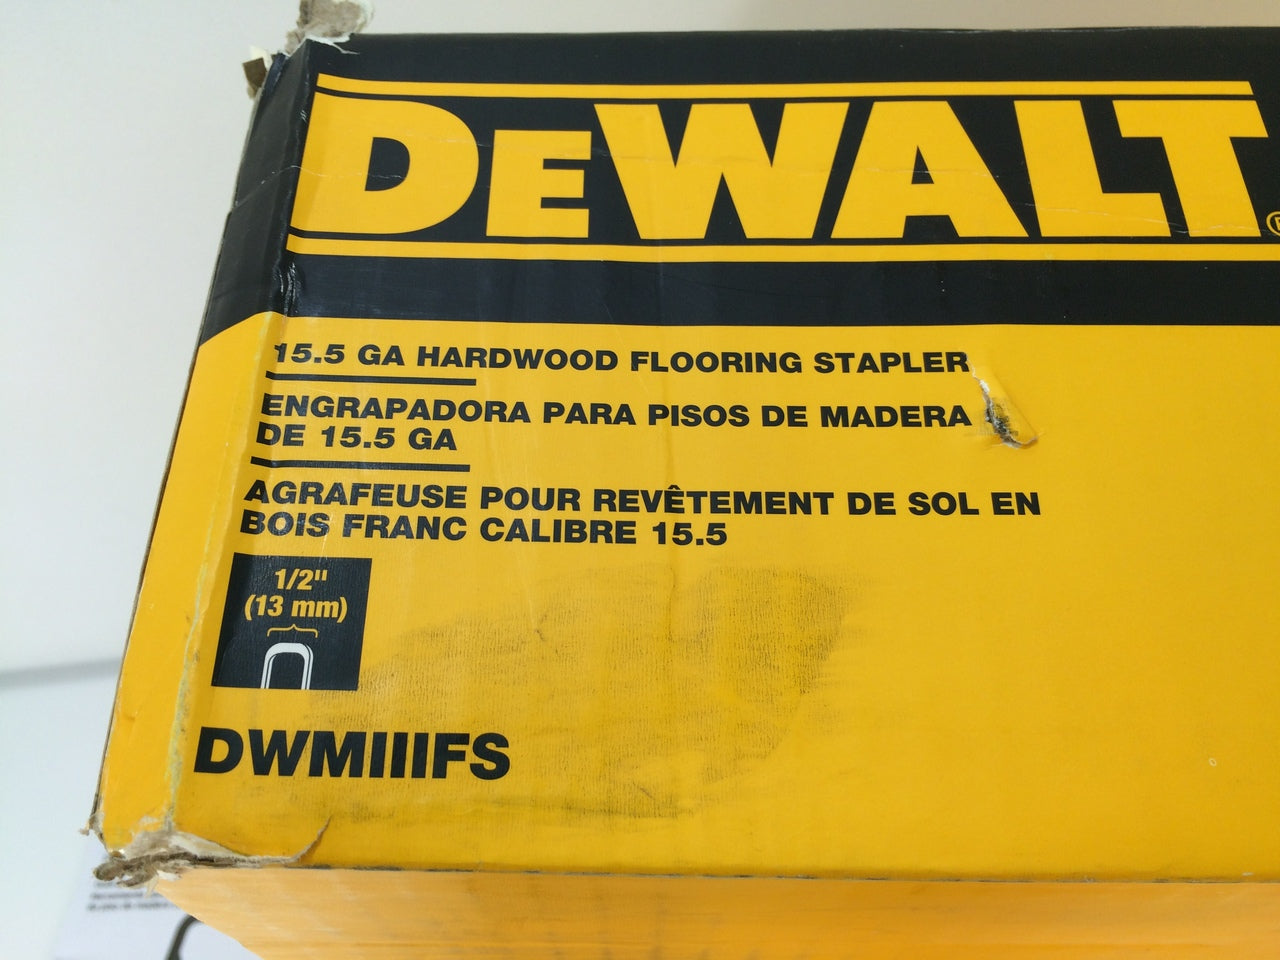 DEWALT®
15.5 GA HARDWOOD FLOORING STAPLER
ENGRAPADORA PARA PISOS DE MADERA
DE 15.5 GA
AGRAFEUSE POUR REVÊTEMENT DE SOL EN
BOIS FRANC CALIBRE 15.5
1/2"
(13 mm)
DWMIIIFS